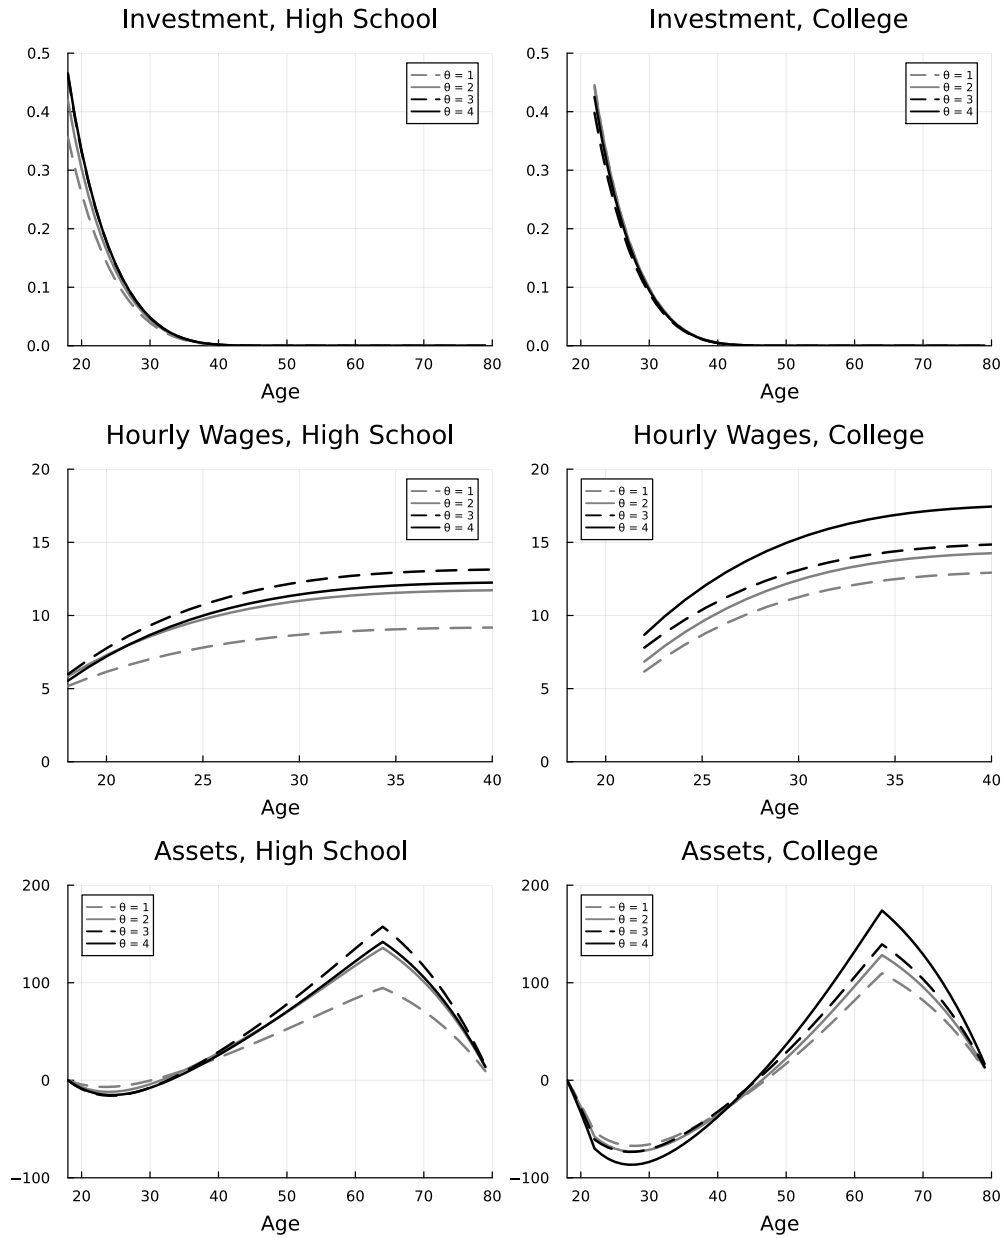 Investment, High School
0.5
0.4
0.3
0.2
0.1
0.0
θ = 1
θ = 2
θ = 3
θ = 4
20 30 40 50 60 70 80
Age
Investment, College
0.5
0.4
0.3
0.2
0.1
0.0
θ = 1
θ = 2
θ = 3
θ = 4
20 30 40 50 60 70 80
Age
Hourly Wages, High School
20
15
10
5
0
θ = 1
θ = 2
θ = 3
θ = 4
20 25 30 35 40
Age
Hourly Wages, College
20
15
10
5
0
θ = 1
θ = 2
θ = 3
θ = 4
20 25 30 35 40
Age
Assets, High School
200
100
0
−100
θ = 1
θ = 2
θ = 3
θ = 4
20 30 40 50 60 70 80
Age
Assets, College
200
100
0
−100
θ = 1
θ = 2
θ = 3
θ = 4
20 30 40 50 60 70 80
Age